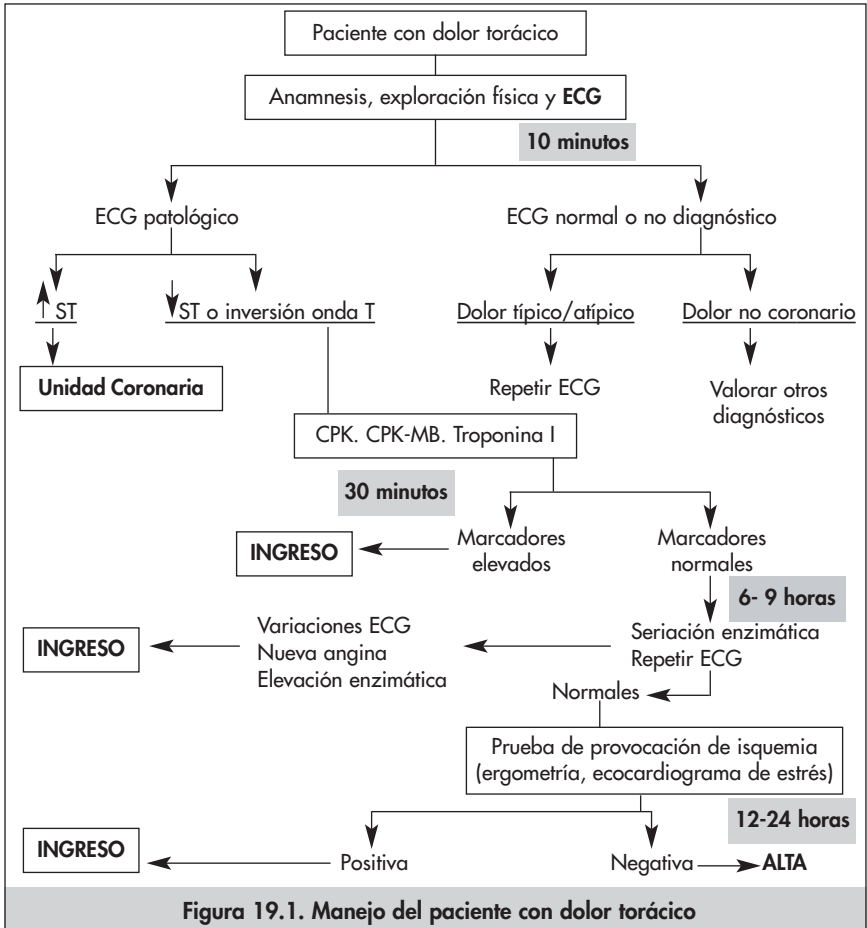 Paciente con dolor torácico
Anamnesis, exploración física y ECG
10 minutos
ECG patológico
ECG normal o no diagnóstico
ST
ST o inversión onda T
Dolor típico/atípico
Dolor no coronario
Unidad Coronaria
Repetir ECG
Valorar otros
diagnósticos
CPK. CPK-MB. Troponina I
30 minutos
INGRESO
Marcadores
elevados
Marcadores
normales
6- 9 horas
INGRESO
Variaciones ECG
Nueva angina
Elevación enzimática
Seriación enzimática
Repetir ECG
Normales
Prueba de provocación de isquemia
(ergometría, ecocardiograma de estrés)
12-24 horas
INGRESO
Positiva
Negativa
ALTA
Figura 19.1. Manejo del paciente con dolor torácico